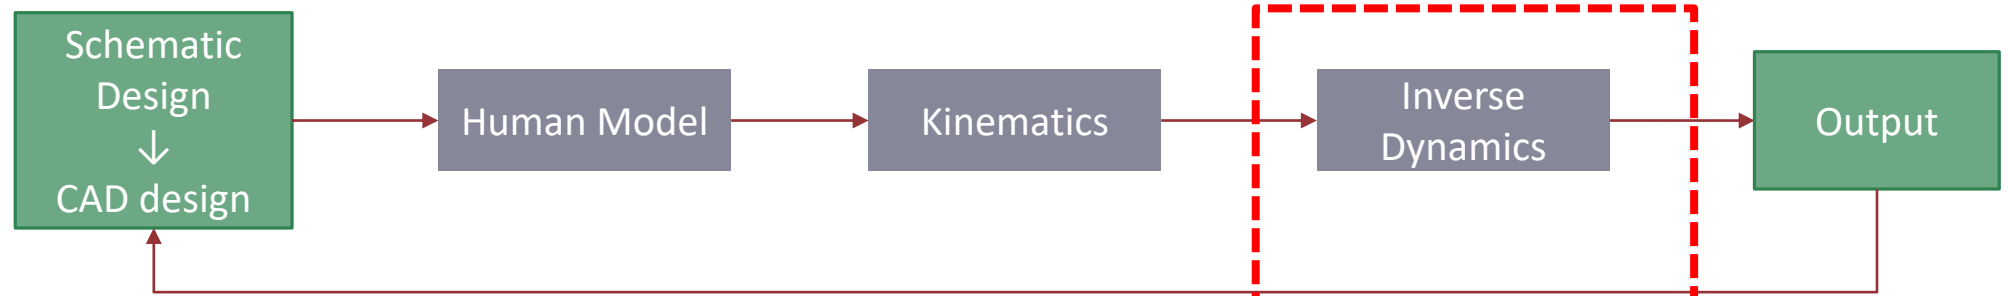 Schematic
Design
↓
CAD design
Human Model
Kinematics
Inverse
Dynamics
Output